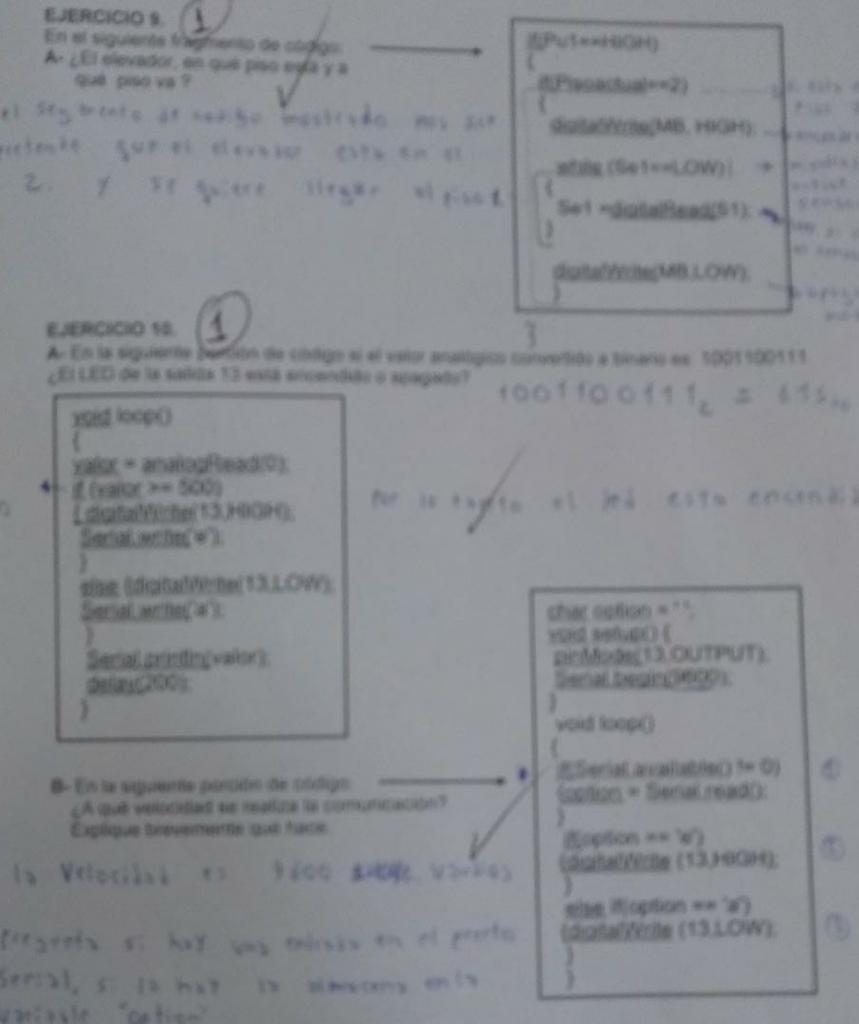 EJERCICIO 9. 1
En el siguiente fragmento de código:
A- ¿El elevador, en qué piso está y a
qué piso va ?
el segmento de codigo mostrado nos
que el elevador esta en el
2. y se quiere llegar al piso 1
if(Pu1==HIGH)
{
if(Pisoactual==2)
{
digitalWrite(MB, HIGH);
while (Se1==LOW)
{
Se1 =digitalRead(S1);
}
digitalWrite(MB,LOW);
}
}
EJERCICIO 10. 1
A- En la siguiente porción de código si el valor analógico convertido a binario es: 1001100111
¿El LED de la salida 13 está encendido o apagado?
1001100111₂ = 615₁₀
void loop()
{
valor = analogRead(0);
if (valor >= 500)
{ digitalWrite(13,HIGH);
Serial.write('e');
}
else {digitalWrite(13,LOW);
Serial.write('a');
}
Serial.println(valor);
delay(200);
}
Por lo tanto el led esta
B- En la siguiente porción de código:
¿A qué velocidad se realiza la comunicación?
Explique brevemente qué hace.
la Velocidad es 9600
Pregunta si hay una entrada en el puerto
Serial, si la hay la almacena en la
variable "option"
char option = ' ';
void setup() {
pinMode(13,OUTPUT);
Serial.begin(9600);
}
void loop()
{
if(Serial.available() != 0)
{option = Serial.read();
}
if(option == 'e')
{digitalWrite (13,HIGH);
}
else if(option == 'a')
{digitalWrite (13,LOW);
}
}
1
2
3